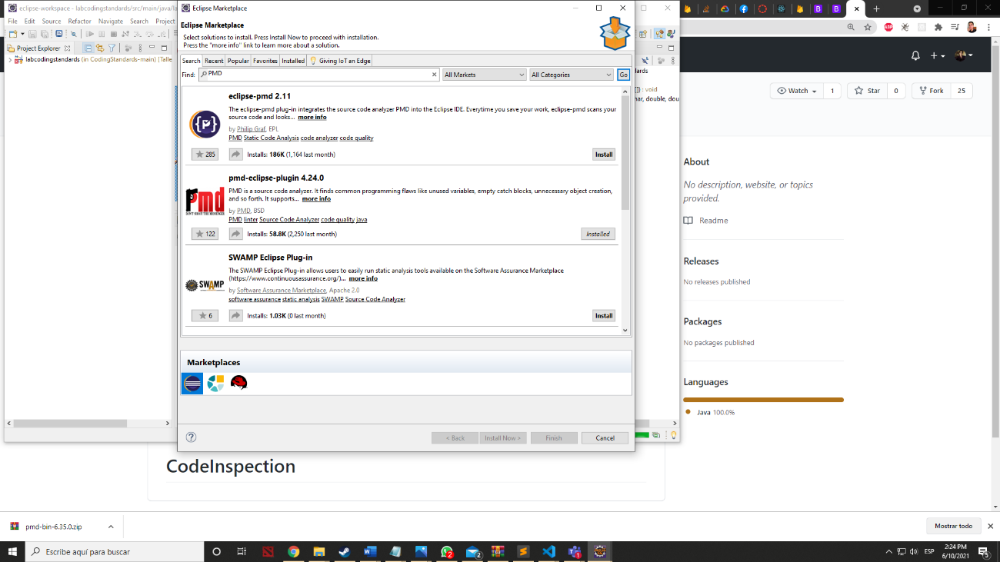 eclipse-workspace - labcodingstandards/src/main/java/la
File Edit Source Refactor Navigate Search Project
Project Explorer
labcodingstandards (in CodingStandards-main) [Talle
Eclipse Marketplace
Eclipse Marketplace
Select solutions to install. Press Install Now to proceed with installation.
Press the "more info" link to learn more about a solution.
Search Recent Popular Favorites Installed Giving IoT an Edge
Find: PMD All Markets All Categories Go
eclipse-pmd 2.11
The eclipse-pmd plug-in integrates the source code analyzer PMD into the Eclipse IDE. Everytime you save your work, eclipse-pmd scans your
source code and looks... more info
by Philip Graf, EPL
PMD Static Code Analysis code analyzer code quality
285 Installs: 186K (1,164 last month) Install
pmd-eclipse-plugin 4.24.0
PMD is a source code analyzer. It finds common programming flaws like unused variables, empty catch blocks, unnecessary object creation,
and so forth. It supports... more info
by PMD, BSD
PMD linter Source Code Analyzer code quality java
122 Installs: 58.8K (2,250 last month) Installed
Pmd
DON'T SHOOT THE MESSENGER
SWAMP Eclipse Plug-in
The SWAMP Eclipse Plug-in allows users to easily run static analysis tools available on the Software Assurance Marketplace
(https://www.continuousassurance.org/)... more info
by Software Assurance Marketplace, Apache 2.0
software assurance static analysis SWAMP Source Code Analyzer
SWAMP
6 Installs: 1.03K (0 last month) Install
Marketplaces
< Back Install Now > Finish Cancel
dards
[]) : void
har, double, dou
Watch 1 Star 0 Fork 25
About
No description, website, or topics
provided.
Readme
Releases
No releases published
Packages
No packages published
Languages
Java 100.0%
CodeInspection
pmd-bin-6.35.0.zip
Mostrar todo
Escribe aquí para buscar
ESP
2:24 PM
6/10/2021